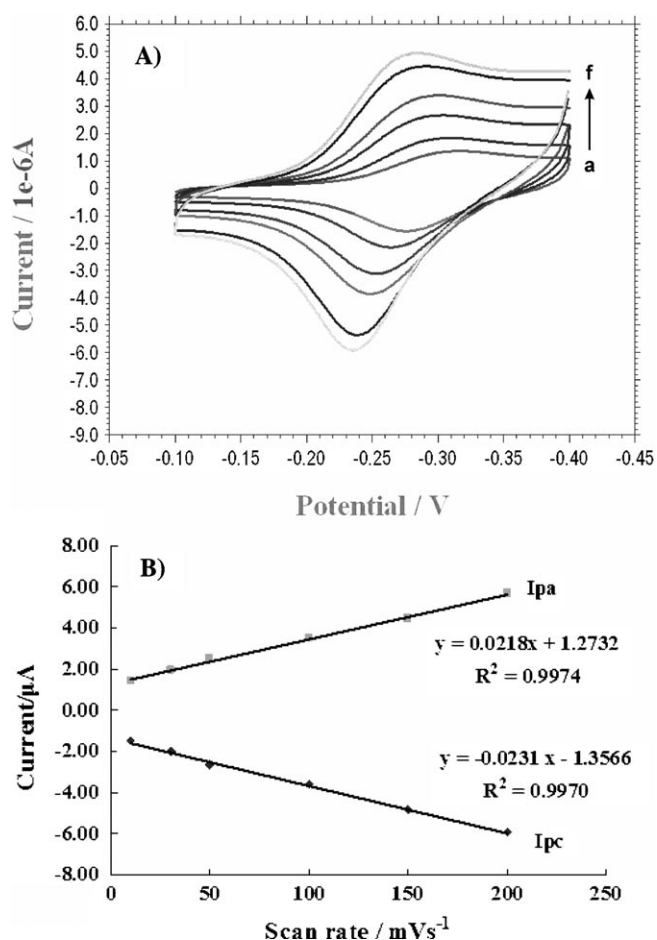 A)
6.0
5.0
4.0
3.0
2.0
1.0
0
-1.0
-2.0
-3.0
-4.0
-5.0
-6.0
-7.0
-8.0
-9.0
f
a
Current / 1e-6A
-0.05 -0.10 -0.15 -0.20 -0.25 -0.30 -0.35 -0.40 -0.45
Potential / V
B)
8.00
6.00
4.00
2.00
0.00
-2.00
-4.00
-6.00
-8.00
Current/µA
Ipa
y = 0.0218x + 1.2732
R² = 0.9974
y = -0.0231 x - 1.3566
R² = 0.9970
Ipc
0 50 100 150 200 250
Scan rate / mVs⁻¹